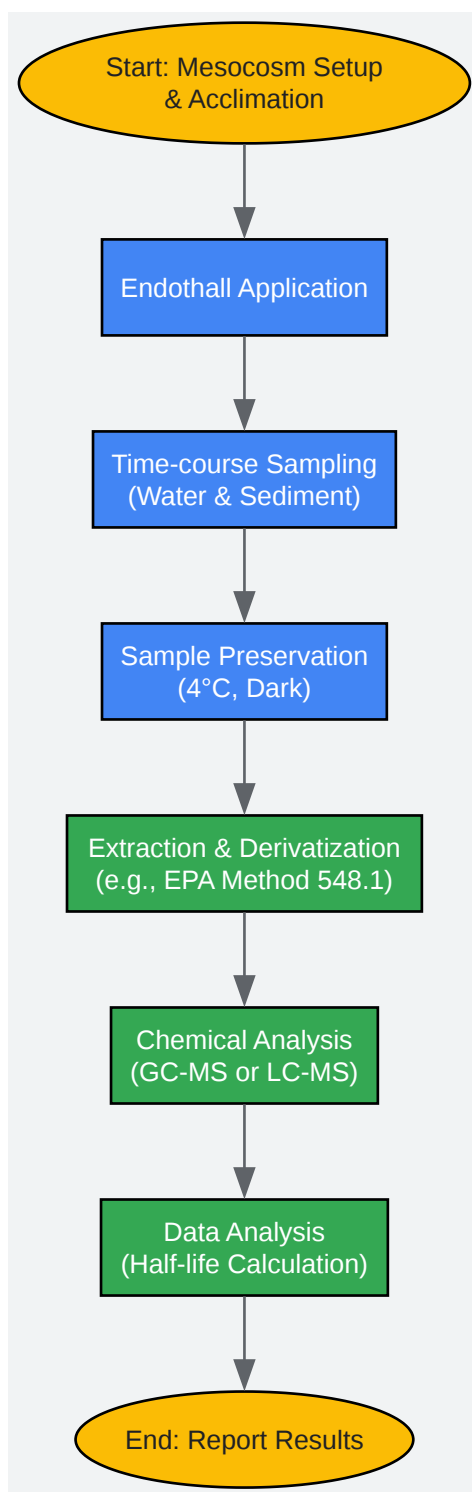 Start: Mesocosm Setup
& Acclimation
Endothall Application
Time-course Sampling
(Water & Sediment)
Sample Preservation
(4°C, Dark)
Extraction & Derivatization
(e.g., EPA Method 548.1)
Chemical Analysis
(GC-MS or LC-MS)
Data Analysis
(Half-life Calculation)
End: Report Results